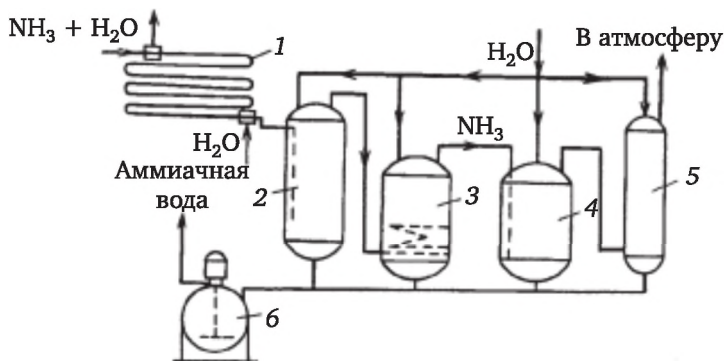 NH₃ + H₂O
1
В атмосферу
H₂O
NH₃
H₂O
Аммиачная
вода
2
3
4
5
6